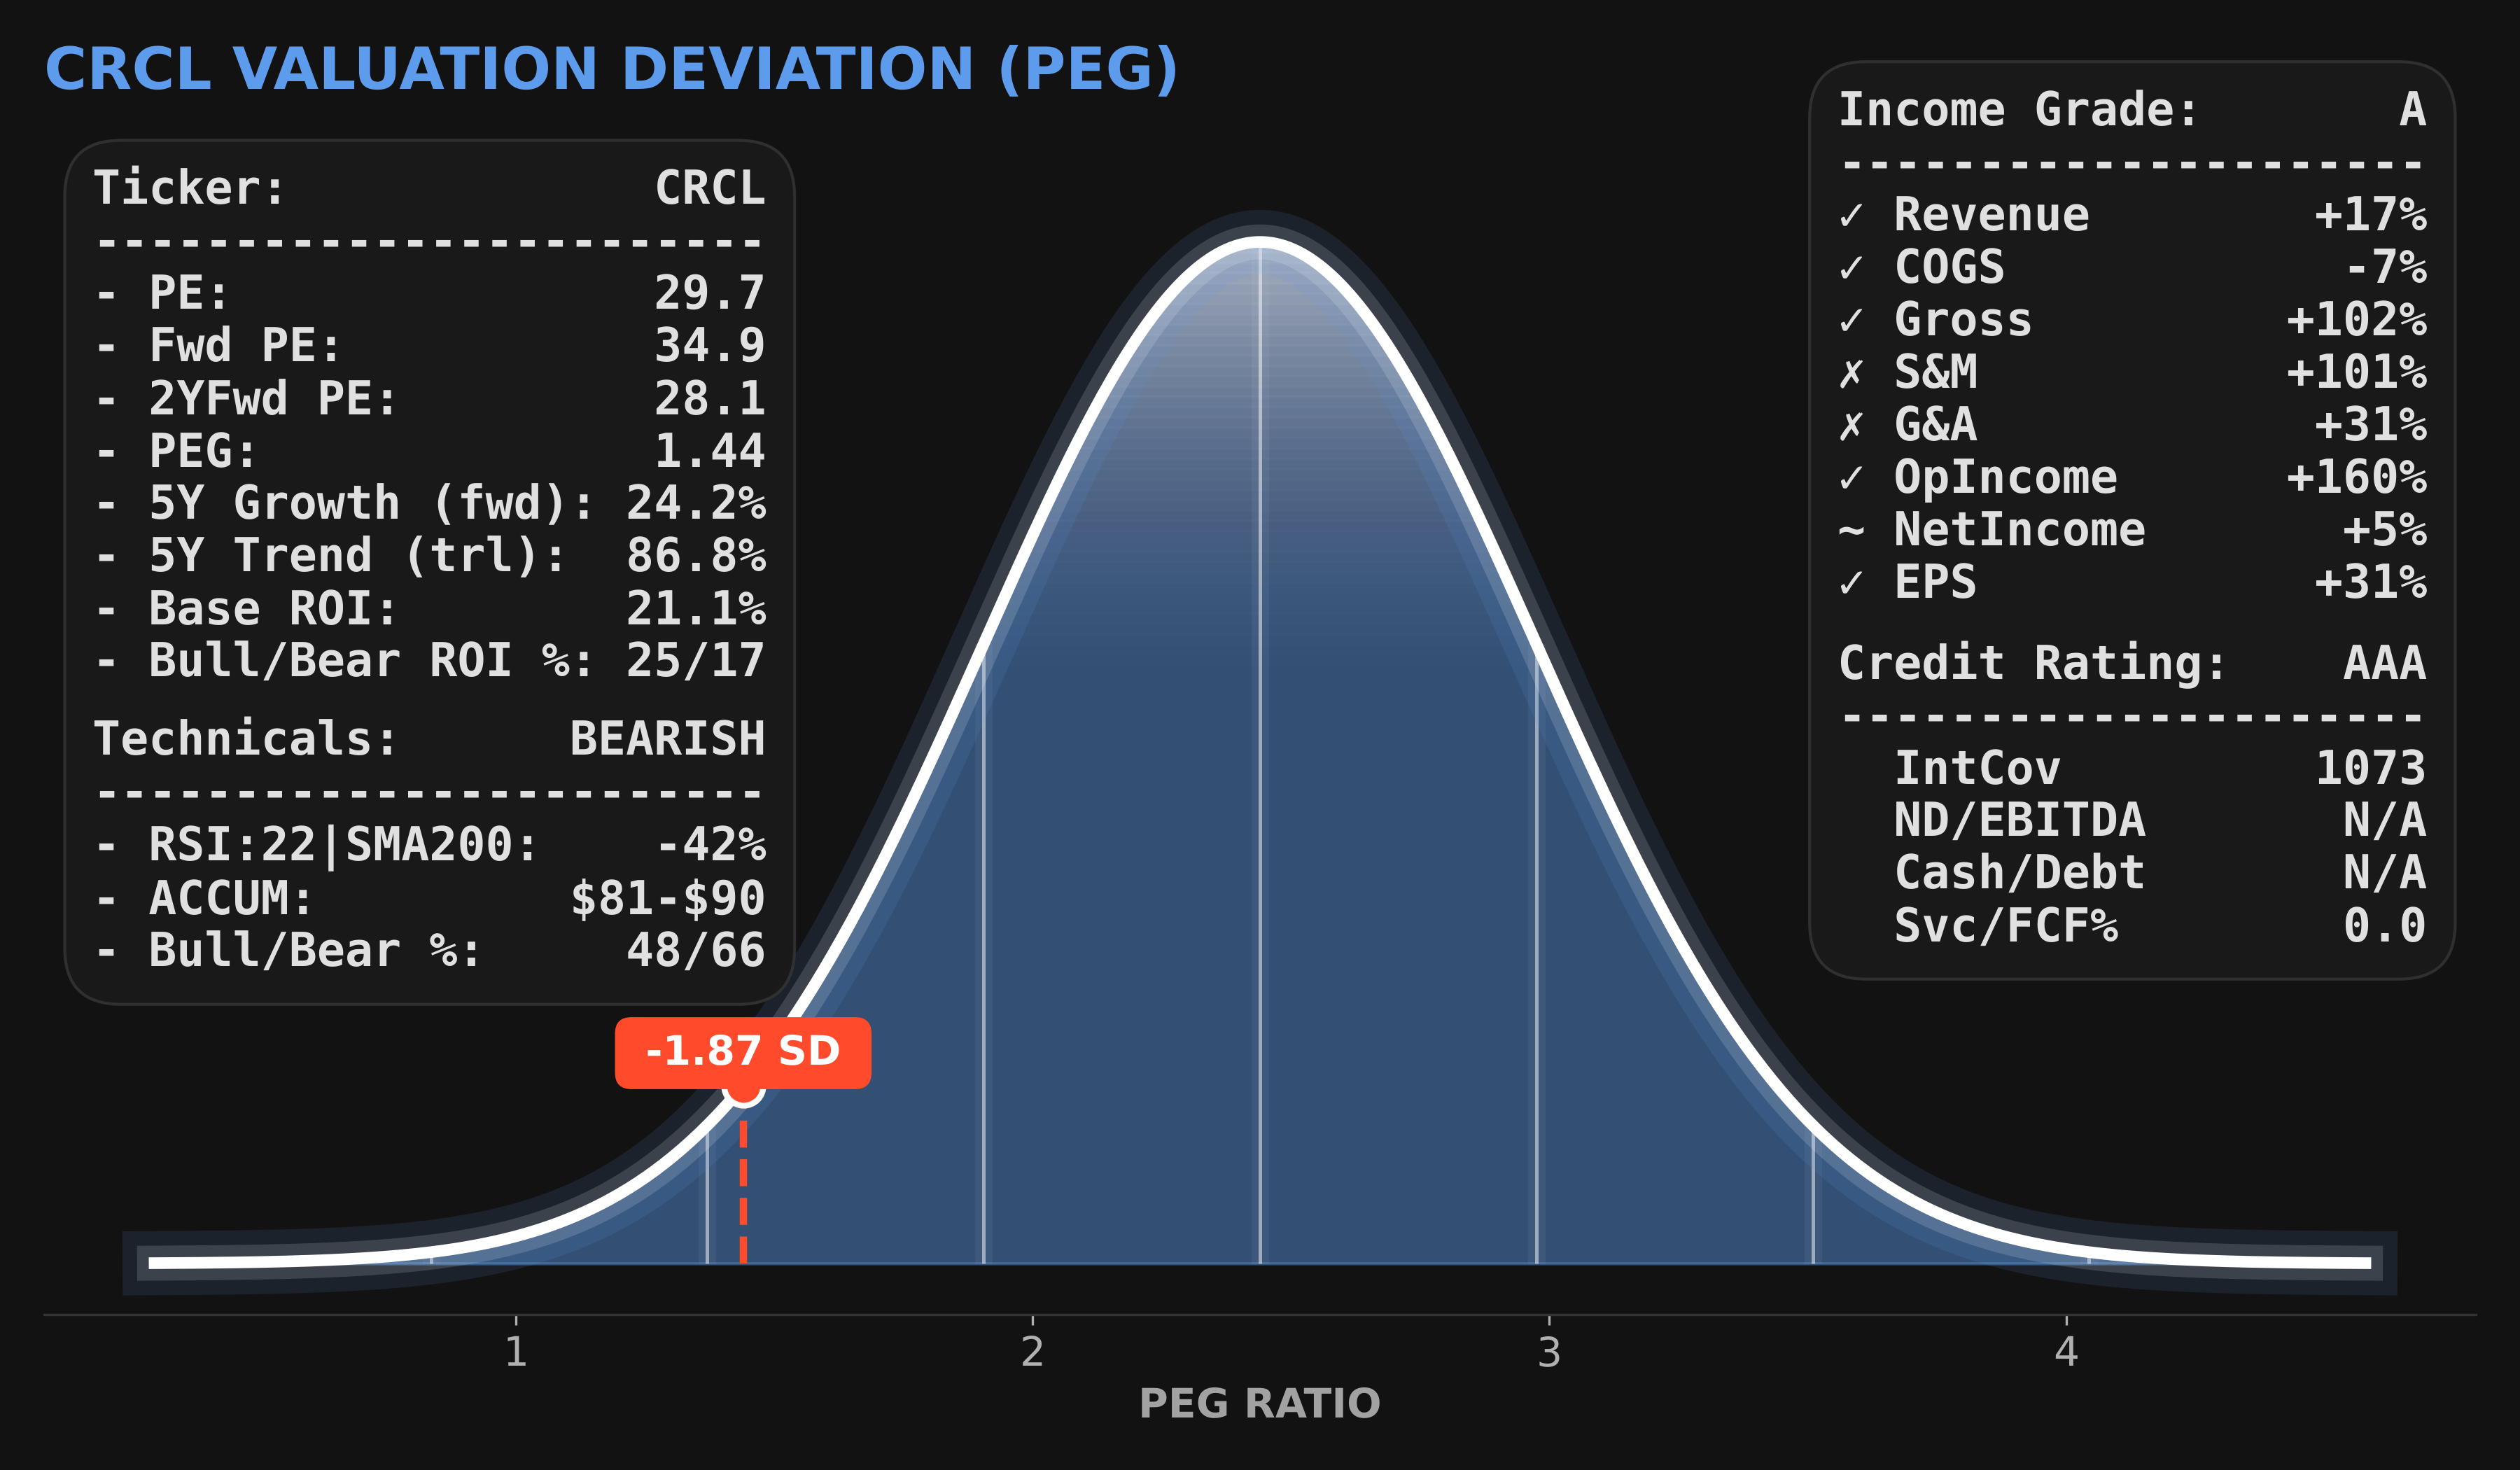 CRCL VALUATION DEVIATION (PEG)
Ticker: CRCL
------------------------
- PE: 29.7
- Fwd PE: 34.9
- 2YFwd PE: 28.1
- PEG: 1.44
- 5Y Growth (fwd): 24.2%
- 5Y Trend (trl): 86.8%
- Base ROI: 21.1%
- Bull/Bear ROI %: 25/17
Technicals: BEARISH
------------------------
- RSI:22|SMA200: -42%
- ACCUM: $81-$90
- Bull/Bear %: 48/66
Income Grade: A
---------------------
✓ Revenue +17%
✓ COGS -7%
✓ Gross +102%
✗ S&M +101%
✗ G&A +31%
✓ OpIncome +160%
~ NetIncome +5%
✓ EPS +31%
Credit Rating: AAA
---------------------
IntCov 1073
ND/EBITDA N/A
Cash/Debt N/A
Svc/FCF% 0.0
-1.87 SD
1 2 3 4
PEG RATIO